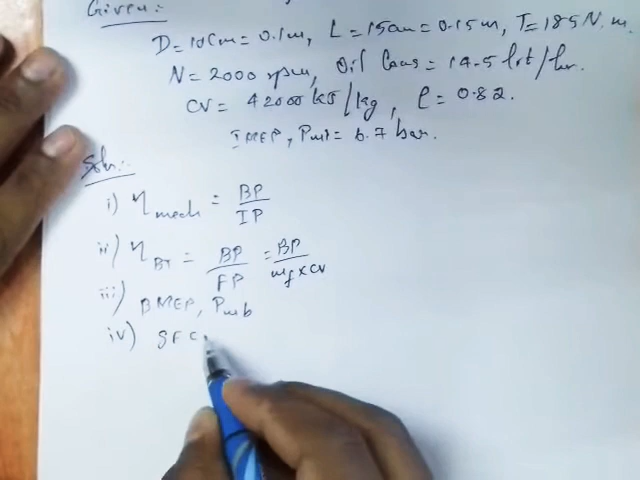 Given:-
D=10Cm=0.1m, L=15cm=0.15m, T=185N.m.
N=2000 rpm, Oil Cons=14.5 lrt/hr.
CV= 42000 kJ/kg, ρ=0.82.
IMEP, Pmi= 6.7 bar.
Soln:-
i) η mech = BP/IP
ii) η BT = BP/FP = BP/mf×CV
iii) BMEP, Pmb
iv) SFC